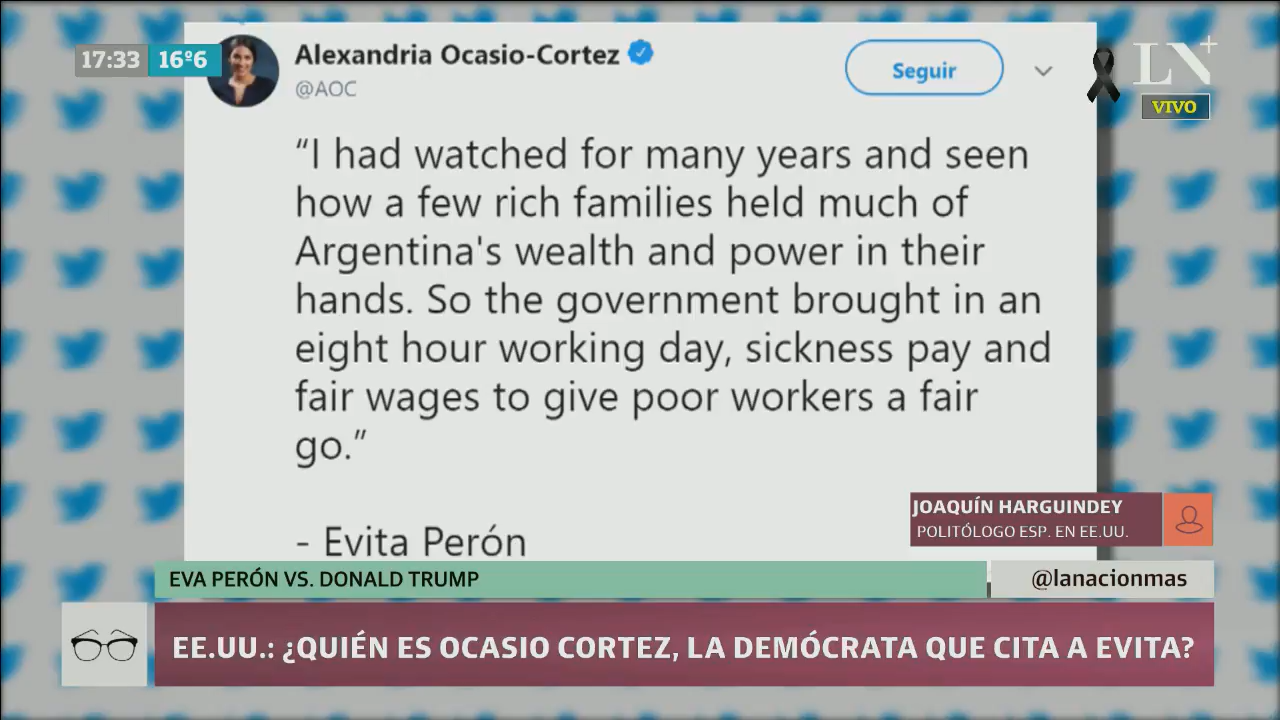 17:33 16º6
Alexandria Ocasio-Cortez
@AOC
Seguir
LN+
VIVO
“I had watched for many years and seen
how a few rich families held much of
Argentina's wealth and power in their
hands. So the government brought in an
eight hour working day, sickness pay and
fair wages to give poor workers a fair
go.”
- Evita Perón
JOAQUÍN HARGUINDEY
POLITÓLOGO ESP. EN EE.UU.
EVA PERÓN VS. DONALD TRUMP
@lanacionmas
EE.UU.: ¿QUIÉN ES OCASIO CORTEZ, LA DEMÓCRATA QUE CITA A EVITA?